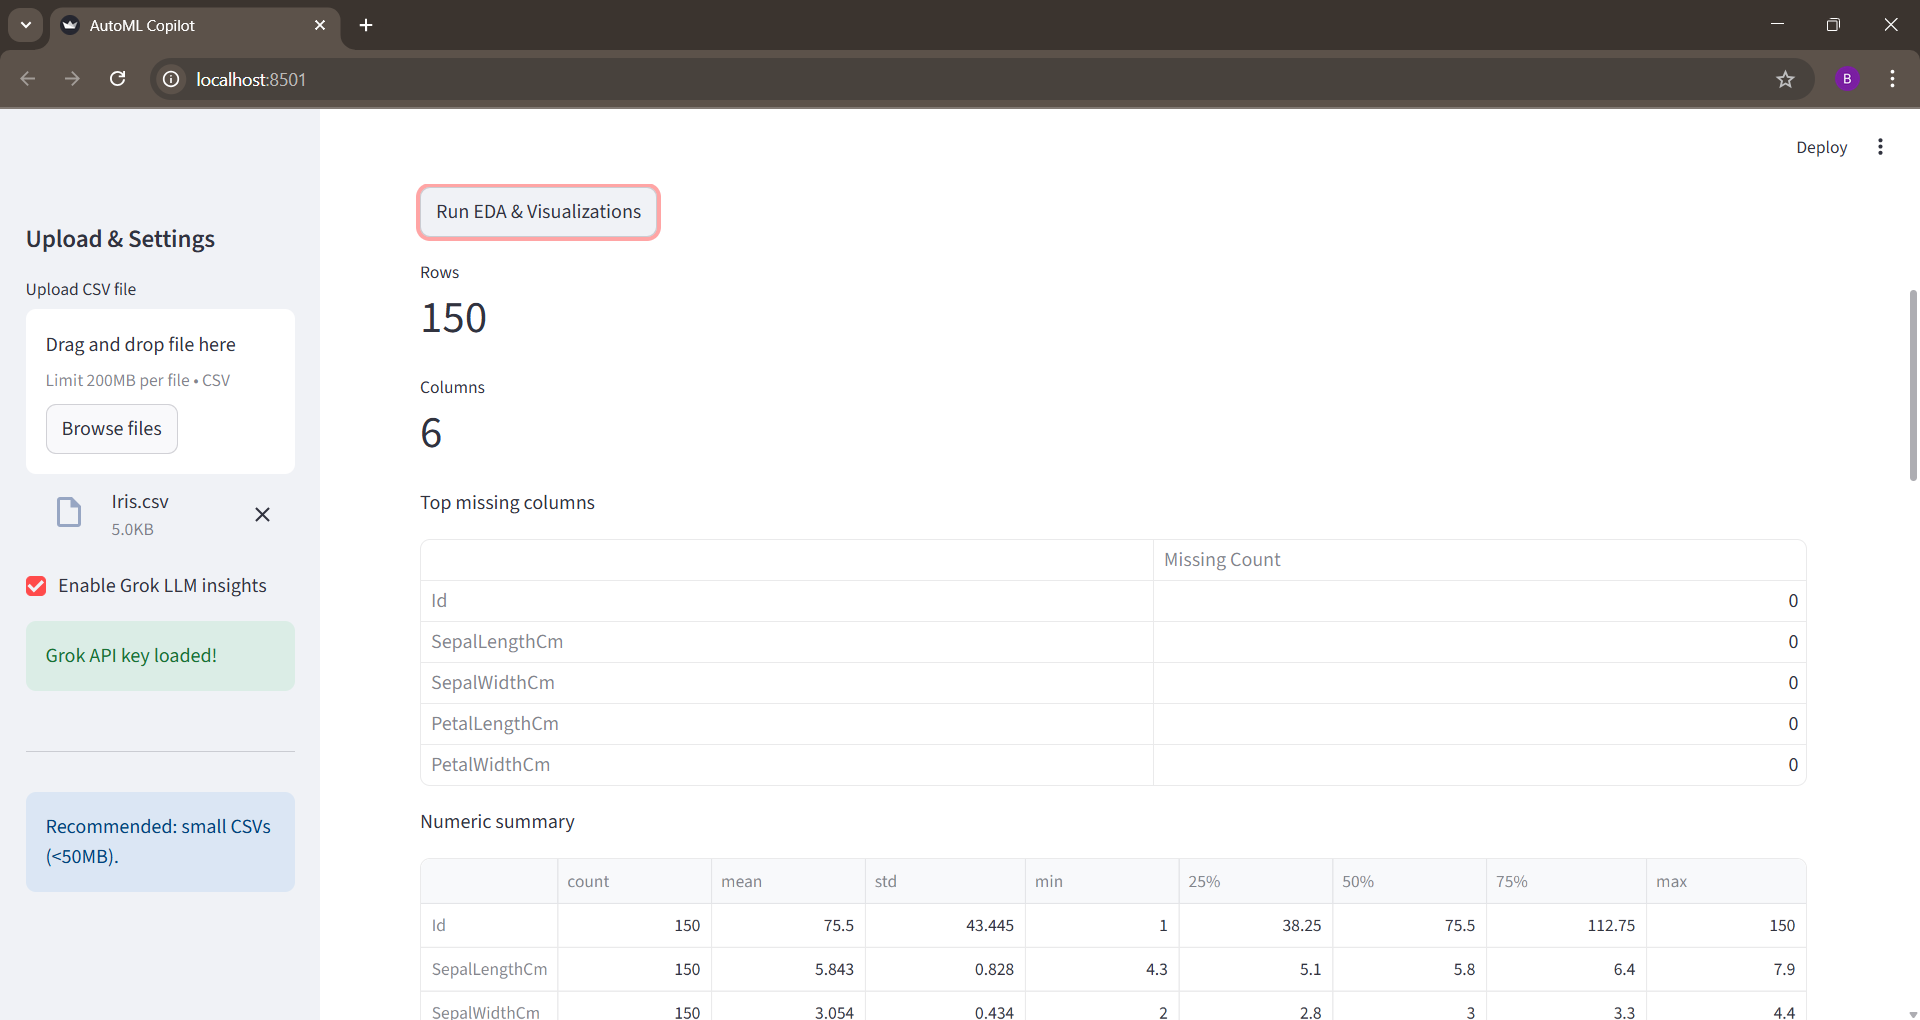 AutoML Copilot
localhost:8501
B
Deploy
Upload & Settings
Upload CSV file
Drag and drop file here
Limit 200MB per file • CSV
Browse files
Iris.csv
5.0KB
Enable Grok LLM insights
Grok API key loaded!
Recommended: small CSVs
(<50MB).
Run EDA & Visualizations
Rows
150
Columns
6
Top missing columns
Missing Count
Id 0
SepalLengthCm 0
SepalWidthCm 0
PetalLengthCm 0
PetalWidthCm 0
Numeric summary
count mean std min 25% 50% 75% max
Id 150 75.5 43.445 1 38.25 75.5 112.75 150
SepalLengthCm 150 5.843 0.828 4.3 5.1 5.8 6.4 7.9
SepalWidthCm 150 3.054 0.434 2 2.8 3 3.3 4.4